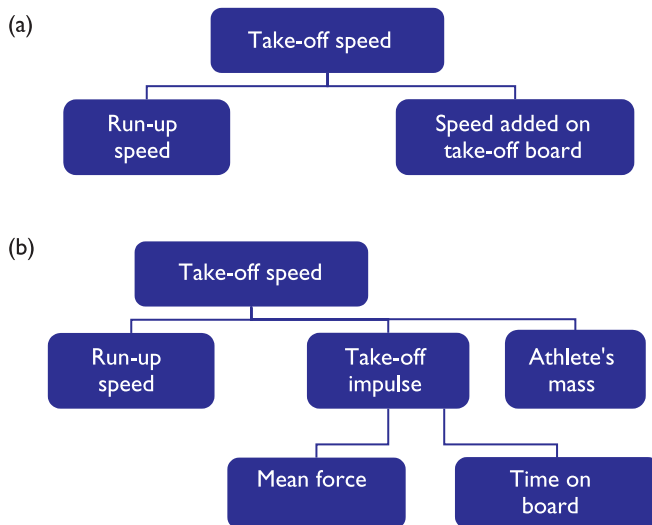 (a)
Take-off speed
Run-up
speed
Speed added on
take-off board
(b)
Take-off speed
Run-up
speed
Take-off
impulse
Athlete's
mass
Mean force
Time on
board